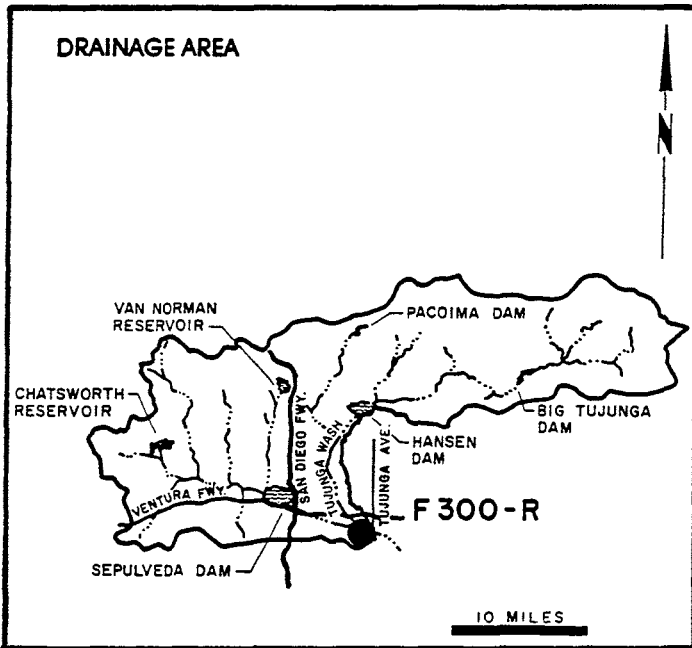 DRAINAGE AREA
N
VAN NORMAN
RESERVOIR
PACOIMA DAM
CHATSWORTH
RESERVOIR
SAN DIEGO FWY.
TUJUNGA WASH
TUJUNGA AVE.
HANSEN
DAM
BIG TUJUNGA
DAM
VENTURA FWY.
F 300-R
SEPULVEDA DAM
10 MILES